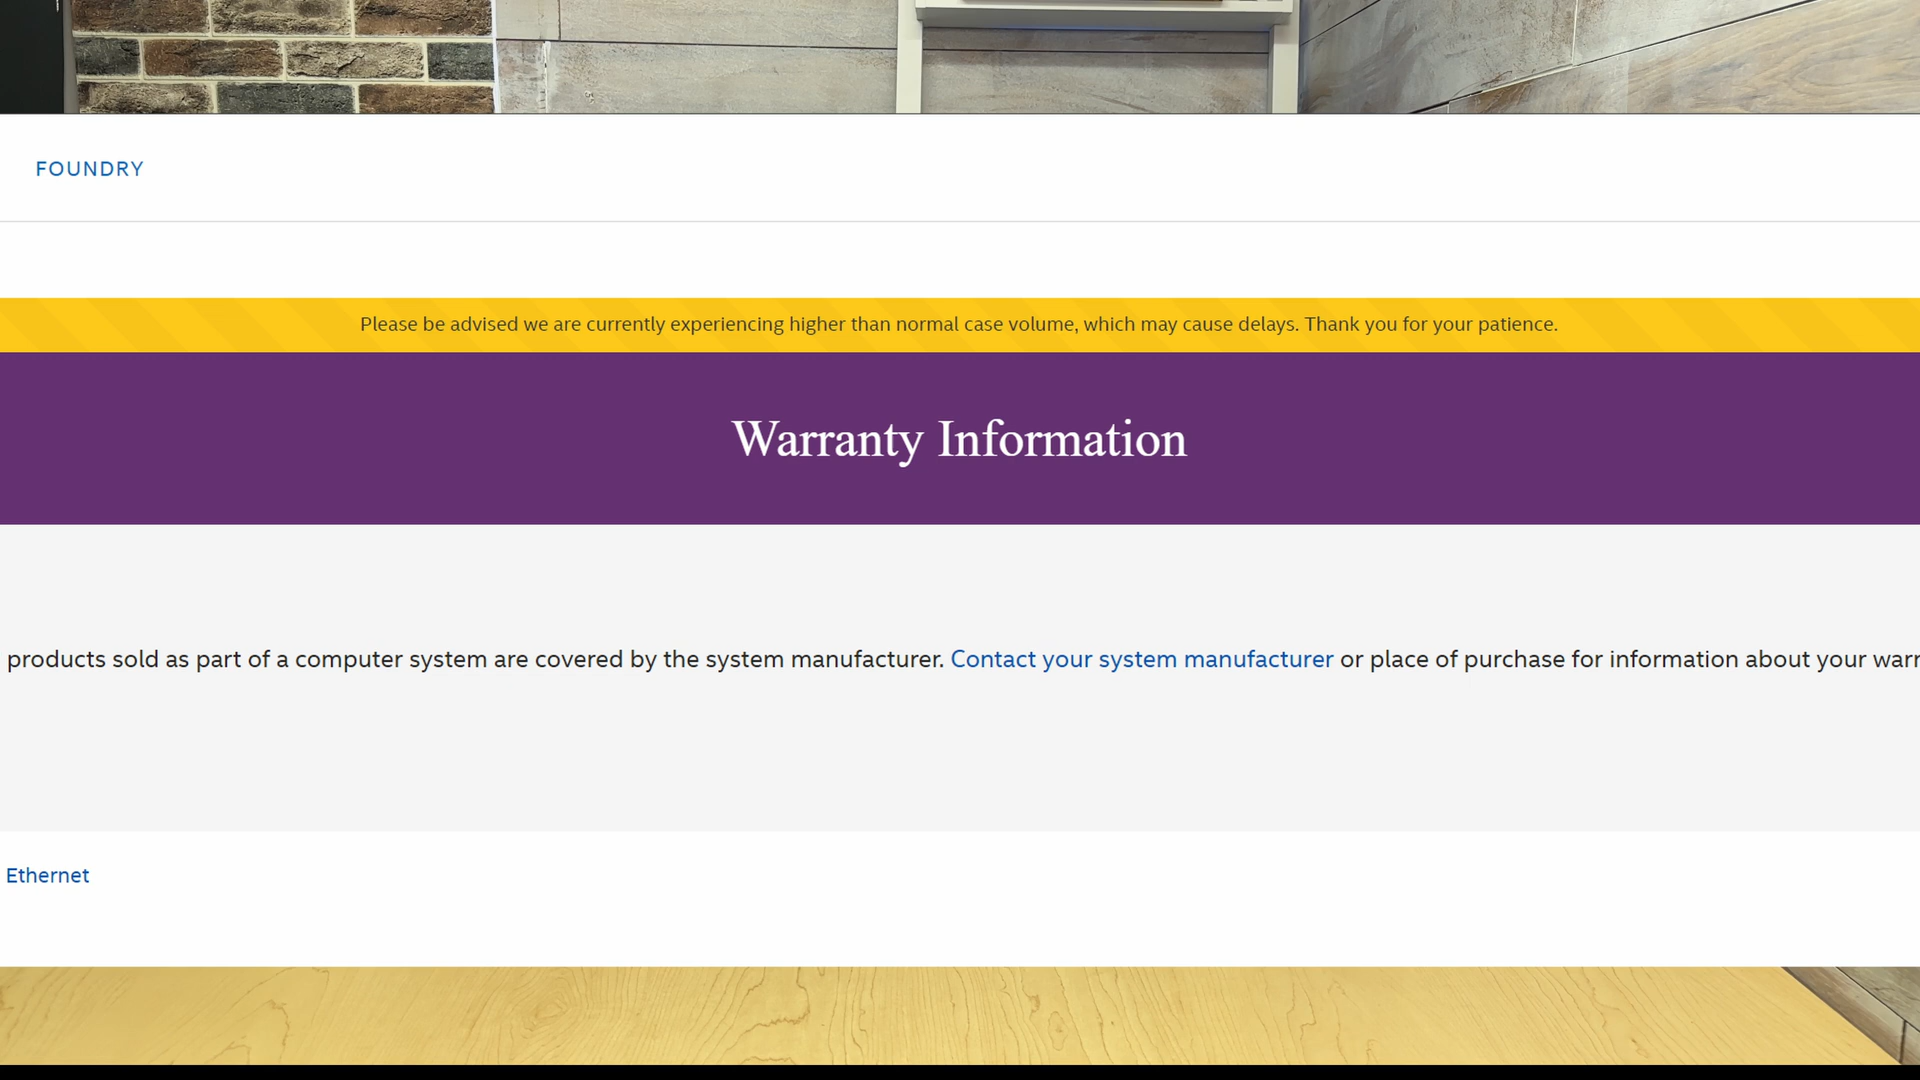 FOUNDRY
Please be advised we are currently experiencing higher than normal case volume, which may cause delays. Thank you for your patience.
Warranty Information
products sold as part of a computer system are covered by the system manufacturer. Contact your system manufacturer or place of purchase for information about your
Ethernet